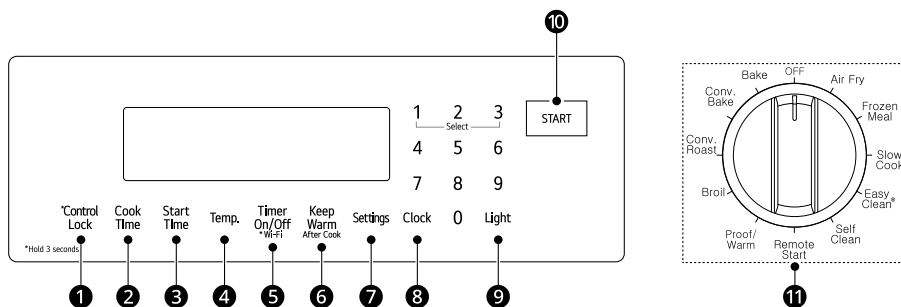 10
1 2 3
Select
START
4 5 6
7 8 9
*Control
Lock
Cook
Time
Start
Time
Temp.
Timer
On/Off
*Wi-Fi
Keep
Warm
After Cook
Settings
Clock
0
Light
*Hold 3 seconds
1 2 3 4 5 6 7 8 9
OFF
Air Fry
Frozen
Meal
Slow
Cook
Easy
Clean®
Self
Clean
Remote
Start
Proof/
Warm
Broil
Conv.
Roast
Conv.
Bake
Bake
11